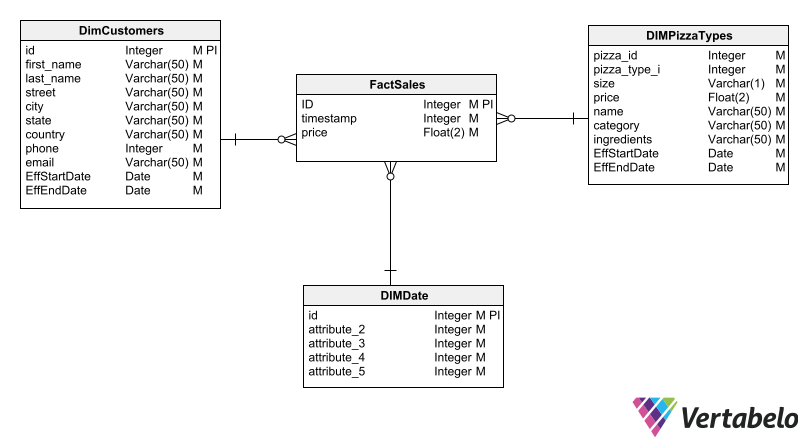 DimCustomers
id Integer M PI
first_name Varchar(50) M
last_name Varchar(50) M
street Varchar(50) M
city Varchar(50) M
state Varchar(50) M
country Varchar(50) M
phone Integer M
email Varchar(50) M
EffStartDate Date M
EffEndDate Date M
FactSales
ID Integer M PI
timestamp Integer M
price Float(2) M
DIMPizzaTypes
pizza_id Integer M
pizza_type_i Integer M
size Varchar(1) M
price Float(2) M
name Varchar(50) M
category Varchar(50) M
ingredients Varchar(50) M
EffStartDate Date M
EffEndDate Date M
DIMDate
id Integer M PI
attribute_2 Integer M
attribute_3 Integer M
attribute_4 Integer M
attribute_5 Integer M
Vertabelo